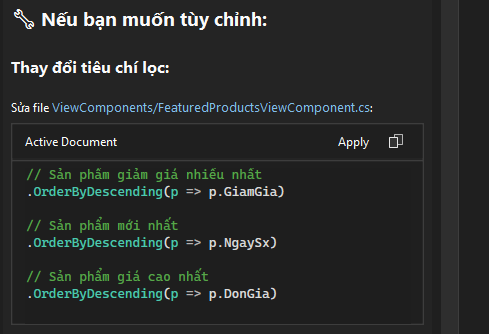 🔧 Nếu bạn muốn tùy chỉnh:
Thay đổi tiêu chí lọc:
Sửa file ViewComponents/FeaturedProductsViewComponent.cs:
Active Document Apply
// Sản phẩm giảm giá nhiều nhất
.OrderByDescending(p => p.GiamGia)
// Sản phẩm mới nhất
.OrderByDescending(p => p.NgaySx)
// Sản phẩm giá cao nhất
.OrderByDescending(p => p.DonGia)